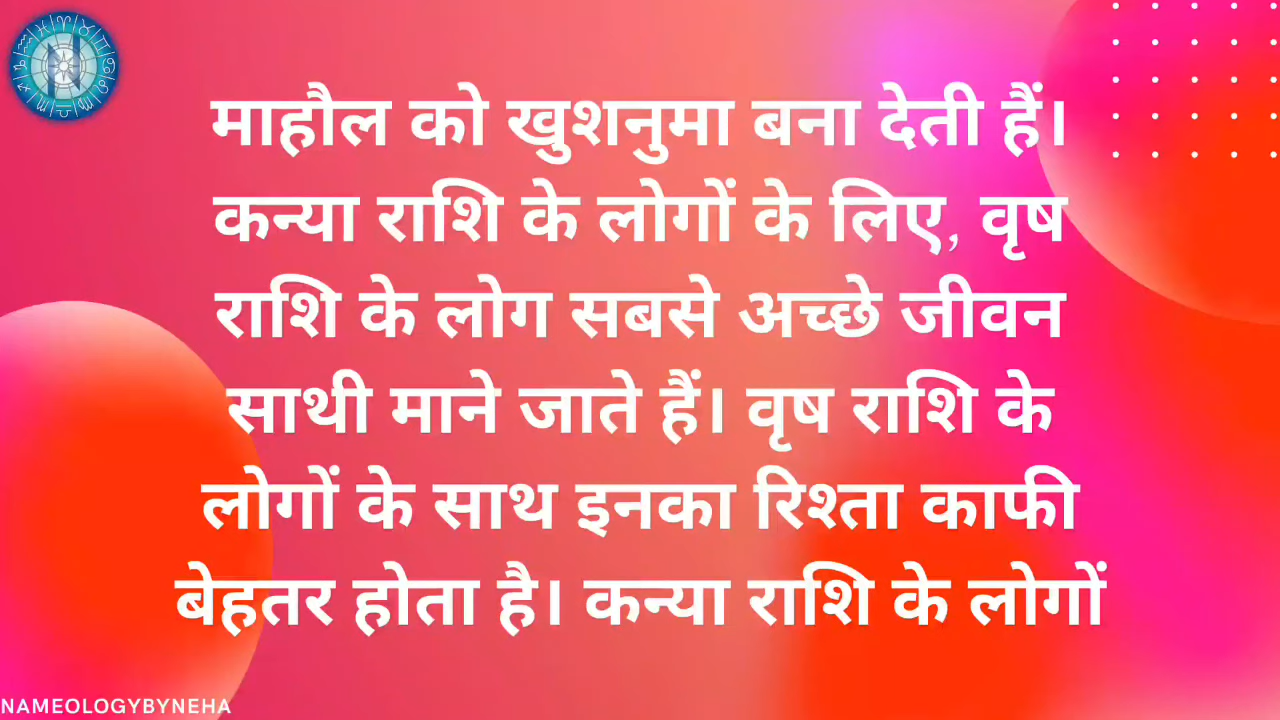 माहौल को खुशनुमा बना देती हैं।
कन्या राशि के लोगों के लिए, वृष
राशि के लोग सबसे अच्छे जीवन
साथी माने जाते हैं। वृष राशि के
लोगों के साथ इनका रिश्ता काफी
बेहतर होता है। कन्या राशि के लोगों
NAMEOLOGYBYNEHA